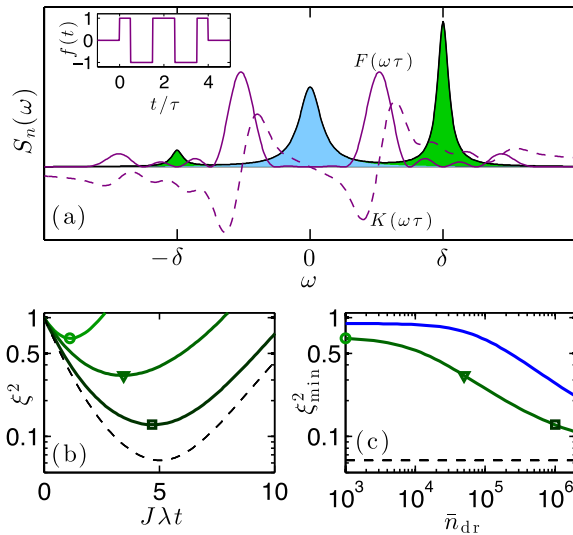 1
0
−1
f(t)
0 2 4
t/τ
F(ωτ)
K(ωτ)
S_n(ω)
(a)
−δ 0 δ
ω
1
0.5
0.1
ξ²
(b)
0 5 10
Jλt
1
0.5
0.1
ξ²_min
(c)
10³ 10⁴ 10⁵ 10⁶
n̄_dr